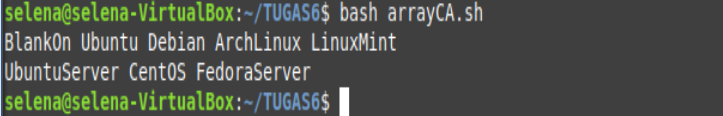 selena@selena-VirtualBox:~/TUGAS6$ bash arrayCA.sh
BlankOn Ubuntu Debian ArchLinux LinuxMint
UbuntuServer CentOS FedoraServer
selena@selena-VirtualBox:~/TUGAS6$